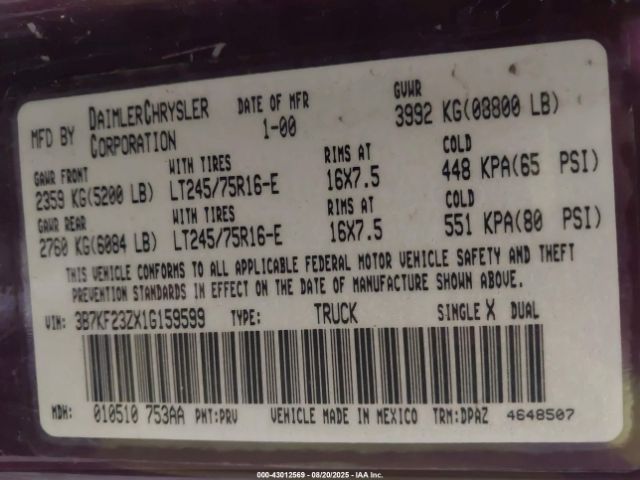 MFD BY DAIMLERCHRYSLER CORPORATION DATE OF MFR 1-00 GVWR 3992 KG(08800 LB)
GAWR FRONT WITH TIRES RIMS AT COLD
2359 KG(5200 LB) LT245/75R16-E 16X7.5 448 KPA(65 PSI)
GAWR REAR WITH TIRES RIMS AT COLD
2760 KG(6084 LB) LT245/75R16-E 16X7.5 551 KPA(80 PSI)
THIS VEHICLE CONFORMS TO ALL APPLICABLE FEDERAL MOTOR VEHICLE SAFETY AND THEFT
PREVENTION STANDARDS IN EFFECT ON THE DATE OF MANUFACTURE SHOWN ABOVE.
VIN: 3B7KF23ZX1G159599 TYPE: TRUCK SINGLE X DUAL
MDH: 010510 753AA PNT:PRV VEHICLE MADE IN MEXICO TRM:DPAZ 4648507
000-43012569 - 08/20/2025 - IAA Inc.